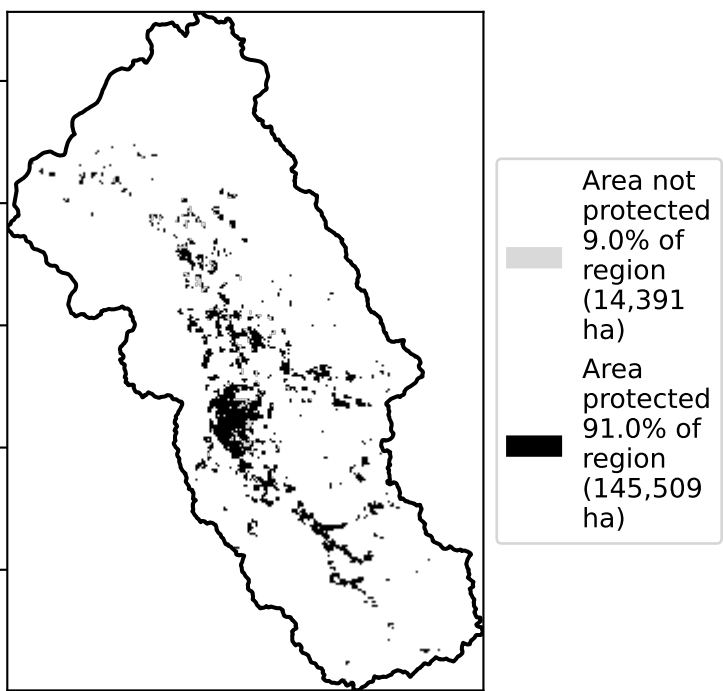 Area not
protected
9.0% of
region
(14,391
ha)
Area
protected
91.0% of
region
(145,509
ha)